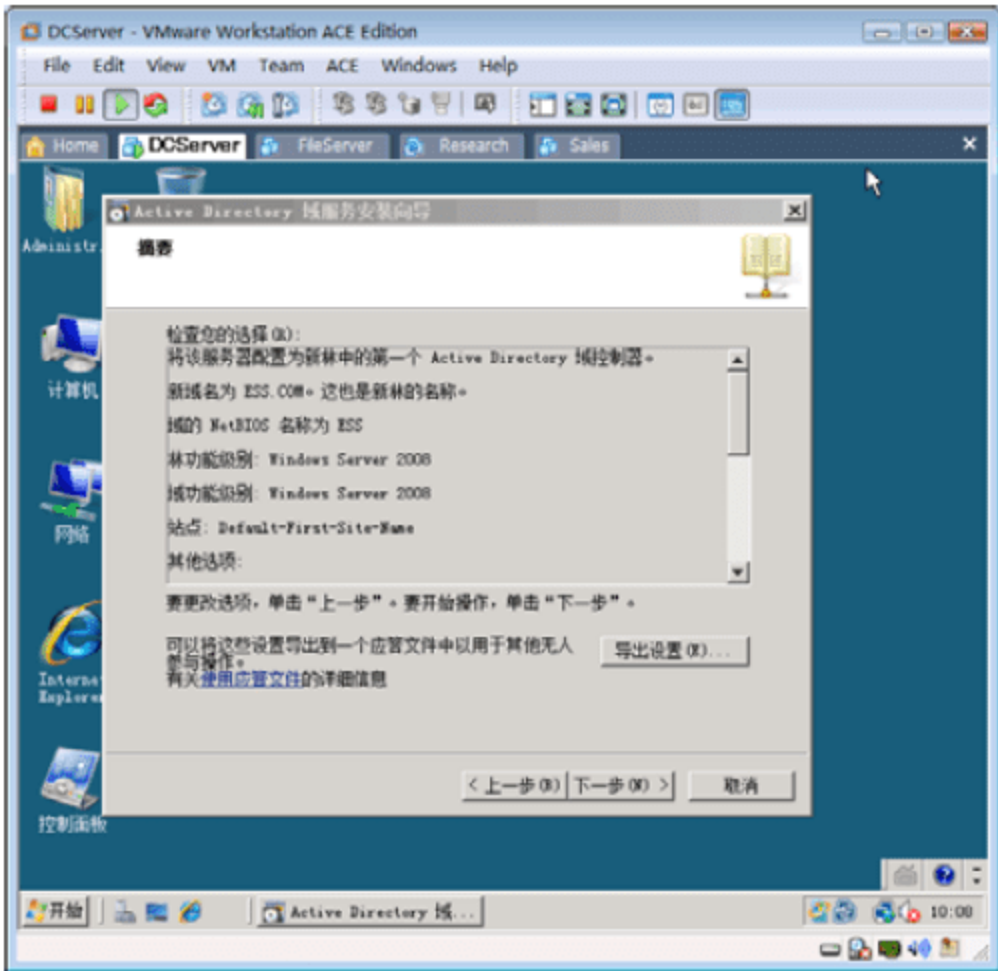 DCServer - VMware Workstation ACE Edition
File Edit View VM Team ACE Windows Help
Home DCServer FileServer Research Sales
Administr.
Active Directory 域服务安装向导
摘要
检查您的选择(R):
将该服务器配置为新林中的第一个 Active Directory 域控制器。
新域名为 ESS.COM。这也是新林的名称。
域的 NetBIOS 名称为 ESS
林功能级别: Windows Server 2008
域功能级别: Windows Server 2008
站点: Default-First-Site-Name
其他选项:
要更改选项，单击“上一步”。要开始操作，单击“下一步”。
可以将这些设置导出到一个应答文件中以用于其他无人
参与操作。
导出设置(E)...
有关使用应答文件的详细信息
< 上一步(B) 下一步(N) > 取消
计算机
网络
Interne
Explorer
控制面板
开始 Active Directory 域... 10:08